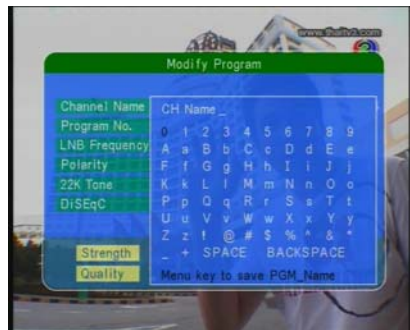 www.thaitv3.com
Modify Program
Channel Name
Program No.
LNB Frequency
Polarity
22K Tone
DiSEqC
Strength
Quality
CH Name_
0 1 2 3 4 5 6 7 8 9
A a B b C c D d E e
F f G g H h I i J j
K k L l M m N n O o
P p Q q R r S s T t
U u V v W w X x Y y
Z z ! @ # $ % ^ & *
_ + SPACE BACKSPACE
Menu key to save PGM_Name